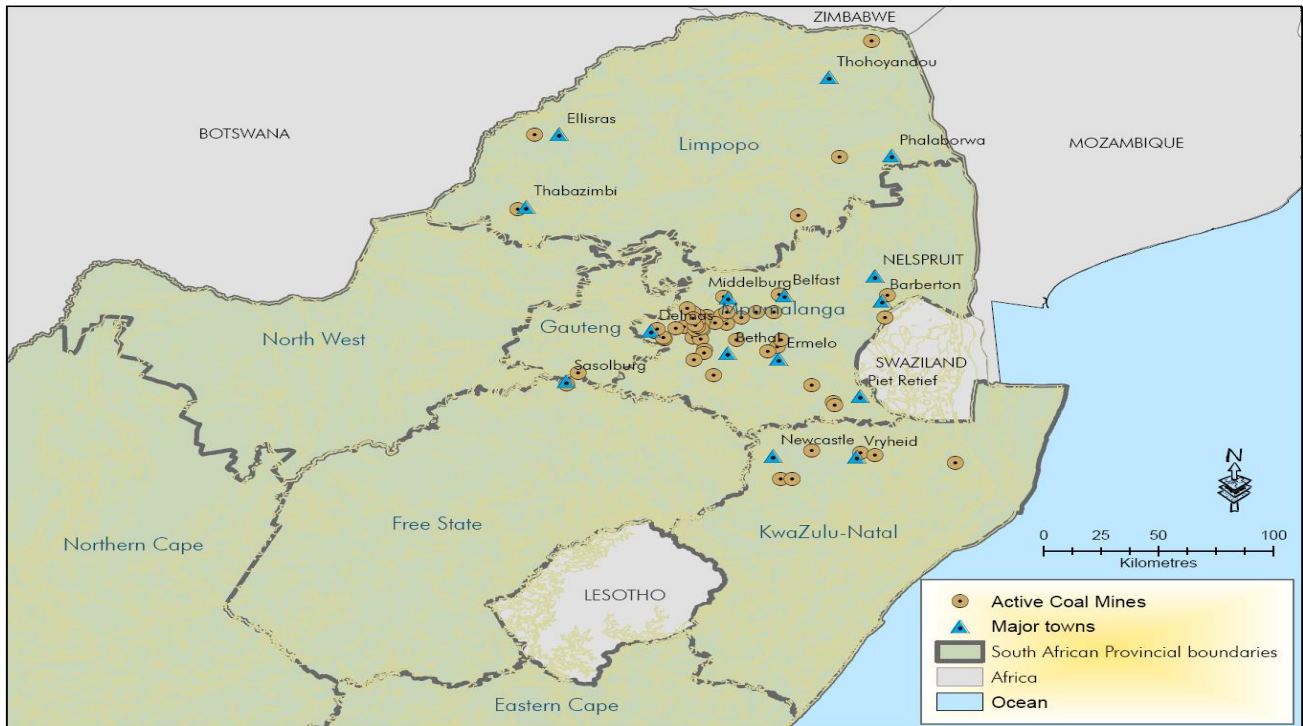 ZIMBABWE
Thohoyandou
BOTSWANA
Ellisras
Limpopo
Phalaborwa
MOZAMBIQUE
Thabazimbi
NELSPRUIT
Middelburg
Belfast
Barberton
Mpumalanga
Delmas
Gauteng
North West
Bethal
Ermelo
SWAZILAND
Sasolburg
Piet Retief
Newcastle
Vryheid
N
Free State
KwaZulu-Natal
Northern Cape
0 25 50 100
Kilometres
LESOTHO
Active Coal Mines
Major towns
South African Provincial boundaries
Africa
Ocean
Eastern Cape